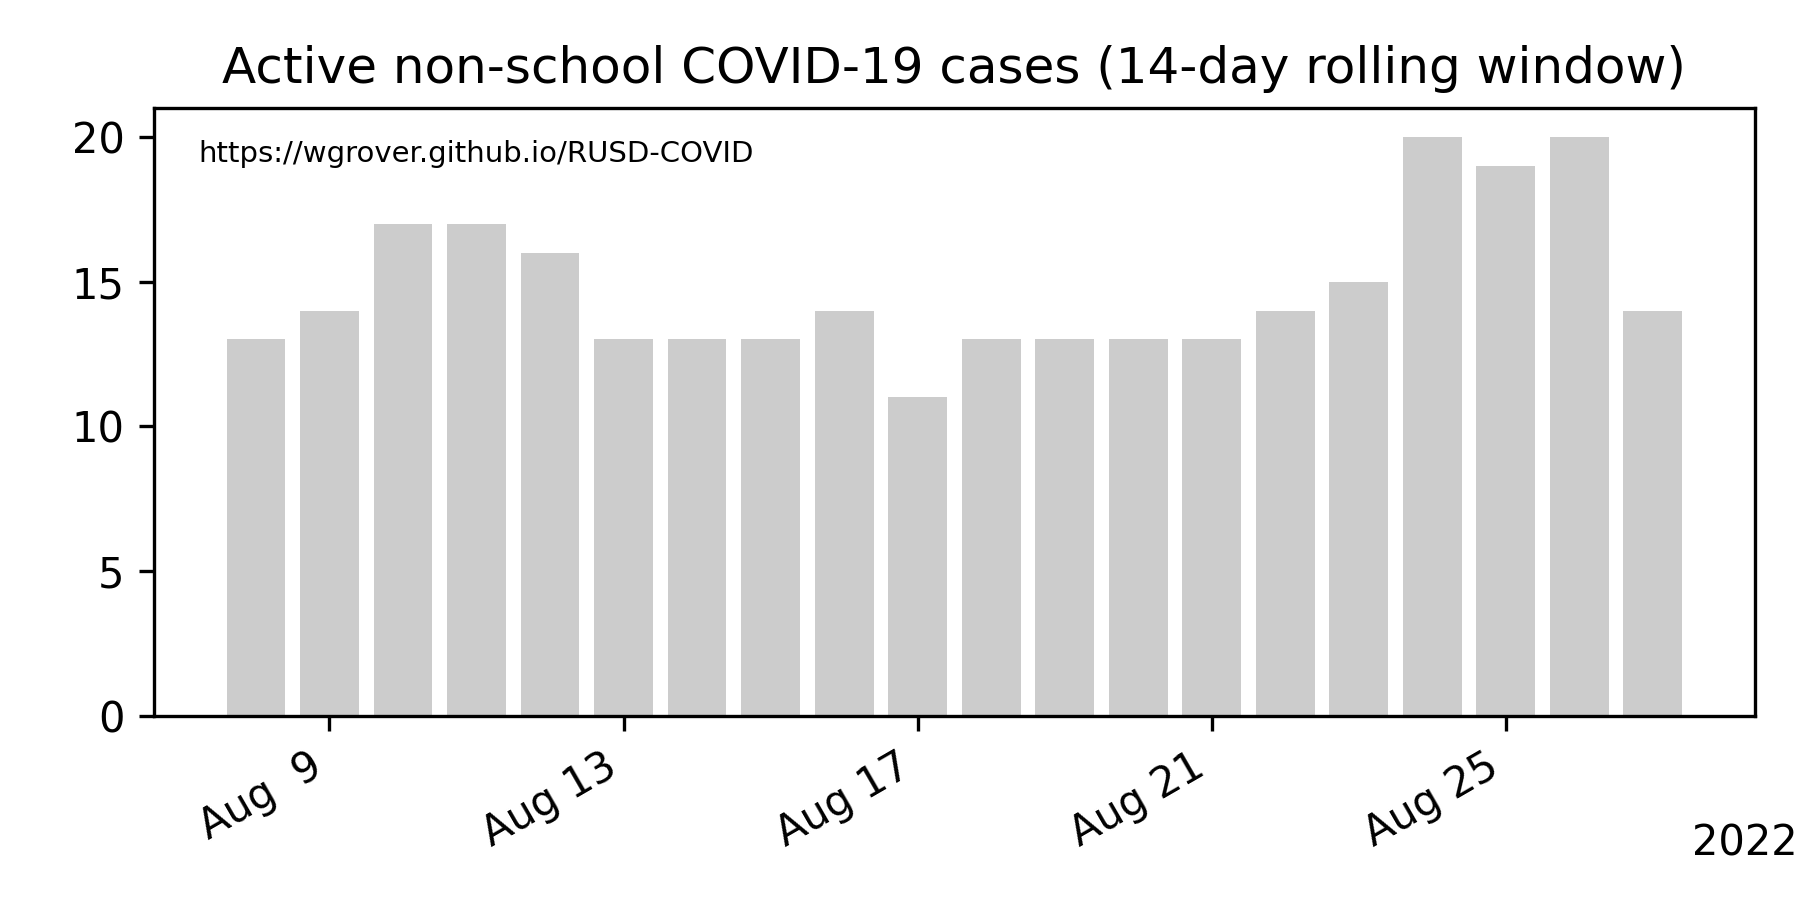 Active non-school COVID-19 cases (14-day rolling window)
https://wgrover.github.io/RUSD-COVID
20
15
10
5
0
Aug 9
Aug 13
Aug 17
Aug 21
Aug 25
2022